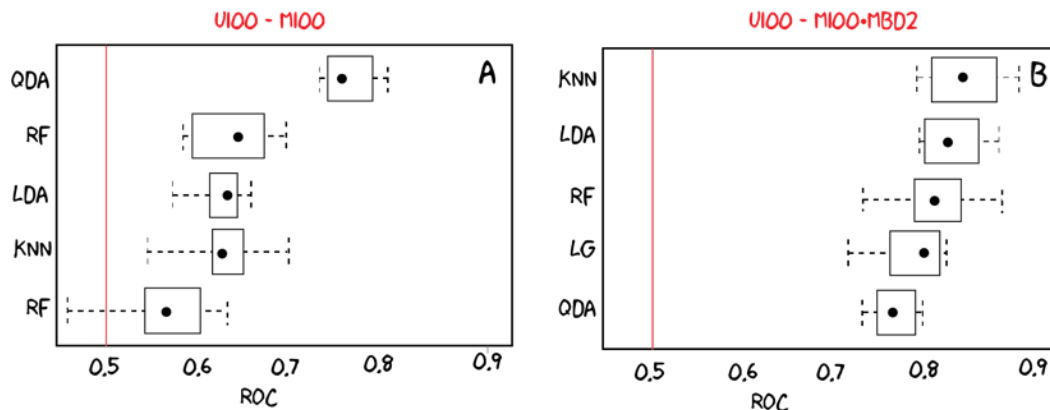 U100 - M100
A
QDA
RF
LDA
KNN
RF
0.5 0.6 0.7 0.8 0.9
ROC
U100 - M100•MBD2
B
KNN
LDA
RF
LG
QDA
0.5 0.6 0.7 0.8 0.9
ROC